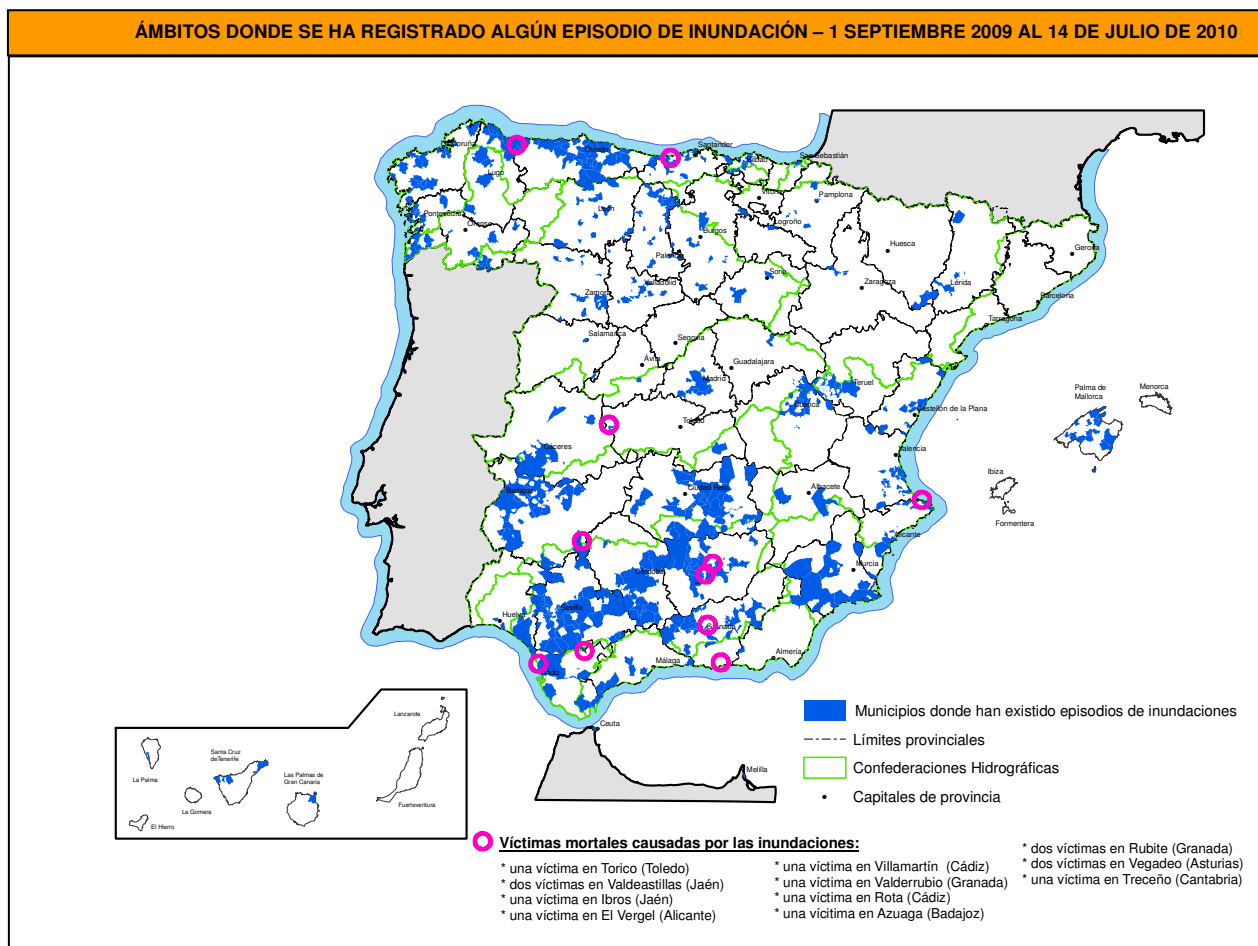 ÁMBITOS DONDE SE HA REGISTRADO ALGÚN EPISODIO DE INUNDACIÓN – 1 SEPTIEMBRE 2009 AL 14 DE JULIO DE 2010
Santander
Oviedo
San Sebastián
Bilbao
Lugo
Vitoria
Pamplona
León
Pontevedra
Orense
Logroño
Burgos
Huesca
Gerona
Palencia
Soria
Zamora
Valladolid
Zaragoza
Lérida
Barcelona
Tarragona
Salamanca
Segovia
Ávila
Guadalajara
Madrid
Teruel
Cuenca
Palma de
Mallorca
Menorca
Castellón de la Plana
Toledo
Cáceres
Valencia
Ibiza
Badajoz
Ciudad Real
Albacete
Formentera
Alicante
Murcia
Córdoba
Sevilla
Huelva
Granada
Almería
Málaga
Cádiz
Ceuta
Melilla
Lanzarote
Santa Cruz
deTenerife
Las Palmas de
Gran Canaria
La Palma
Fuerteventura
La Gomera
El Hierro
Municipios donde han existido episodios de inundaciones
Límites provinciales
Confederaciones Hidrográficas
Capitales de provincia
Víctimas mortales causadas por las inundaciones:
* una víctima en Torico (Toledo)
* dos víctimas en Valdeastillas (Jaén)
* una víctima en Ibros (Jaén)
* una víctima en El Vergel (Alicante)
* una víctima en Villamartín (Cádiz)
* una víctima en Valderrubio (Granada)
* una víctima en Rota (Cádiz)
* una vícitima en Azuaga (Badajoz)
* dos víctimas en Rubite (Granada)
* dos víctimas en Vegadeo (Asturias)
* una víctima en Treceño (Cantabria)